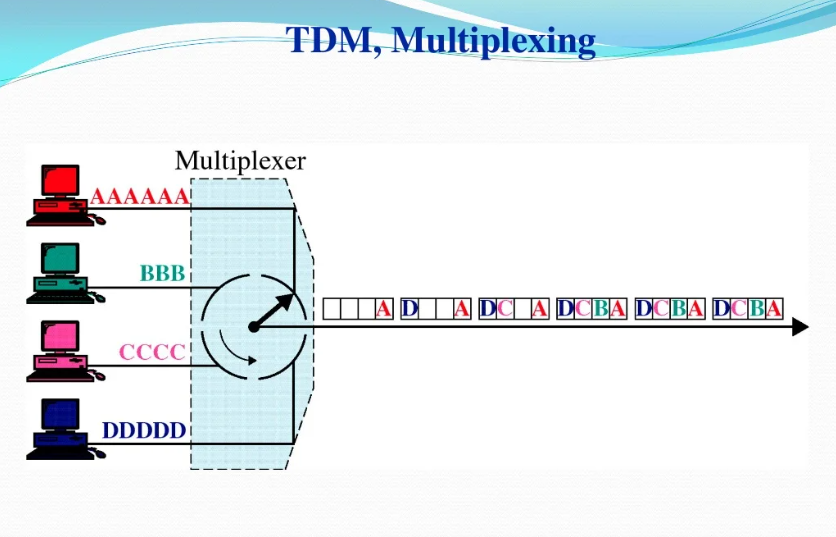 TDM, Multiplexing
Multiplexer
AAAAAA
BBB
A D A DC A DCBA DCBA DCBA
CCCC
DDDDD